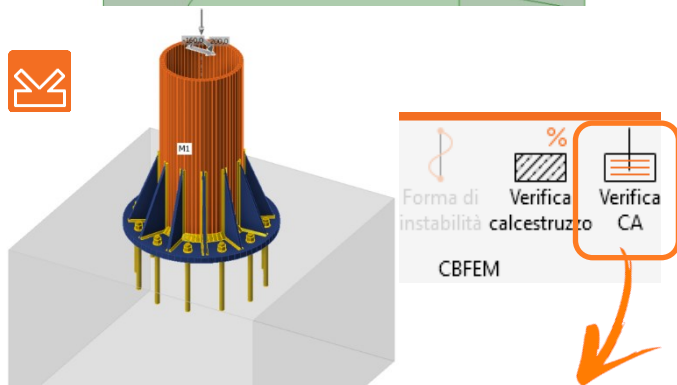 M1
%
Forma di
instabilità
Verifica
calcestruzzo
Verifica
CA
CBFEM